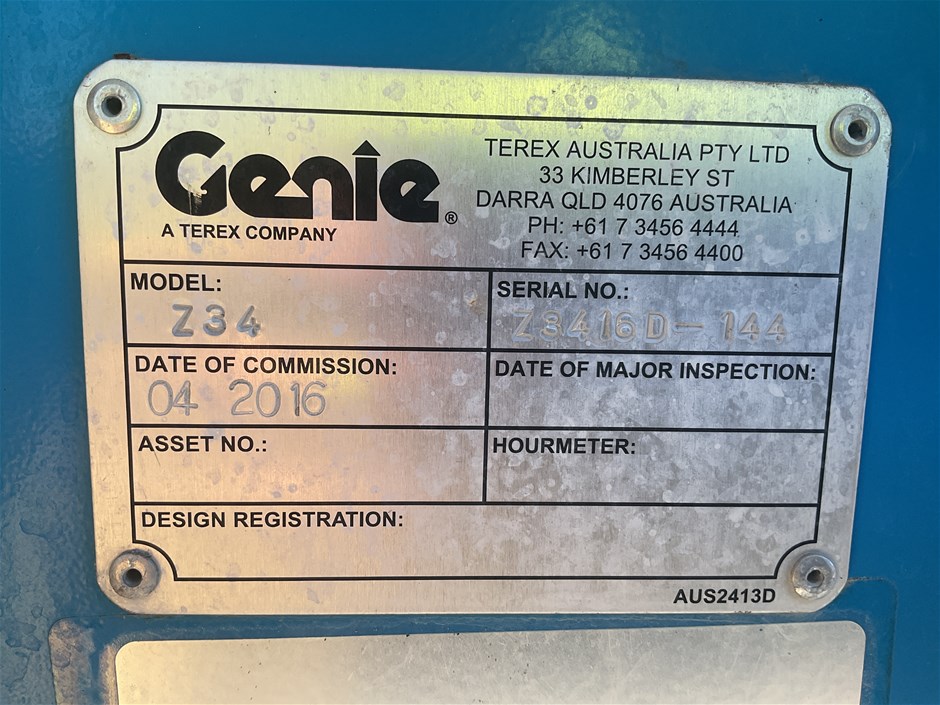 Genie®
A TEREX COMPANY
TEREX AUSTRALIA PTY LTD
33 KIMBERLEY ST
DARRA QLD 4076 AUSTRALIA
PH: +61 7 3456 4444
FAX: +61 7 3456 4400
MODEL:
Z34
SERIAL NO.:
Z3416D-144
DATE OF COMMISSION:
04 2016
DATE OF MAJOR INSPECTION:
ASSET NO.:
HOURMETER:
DESIGN REGISTRATION:
AUS2413D